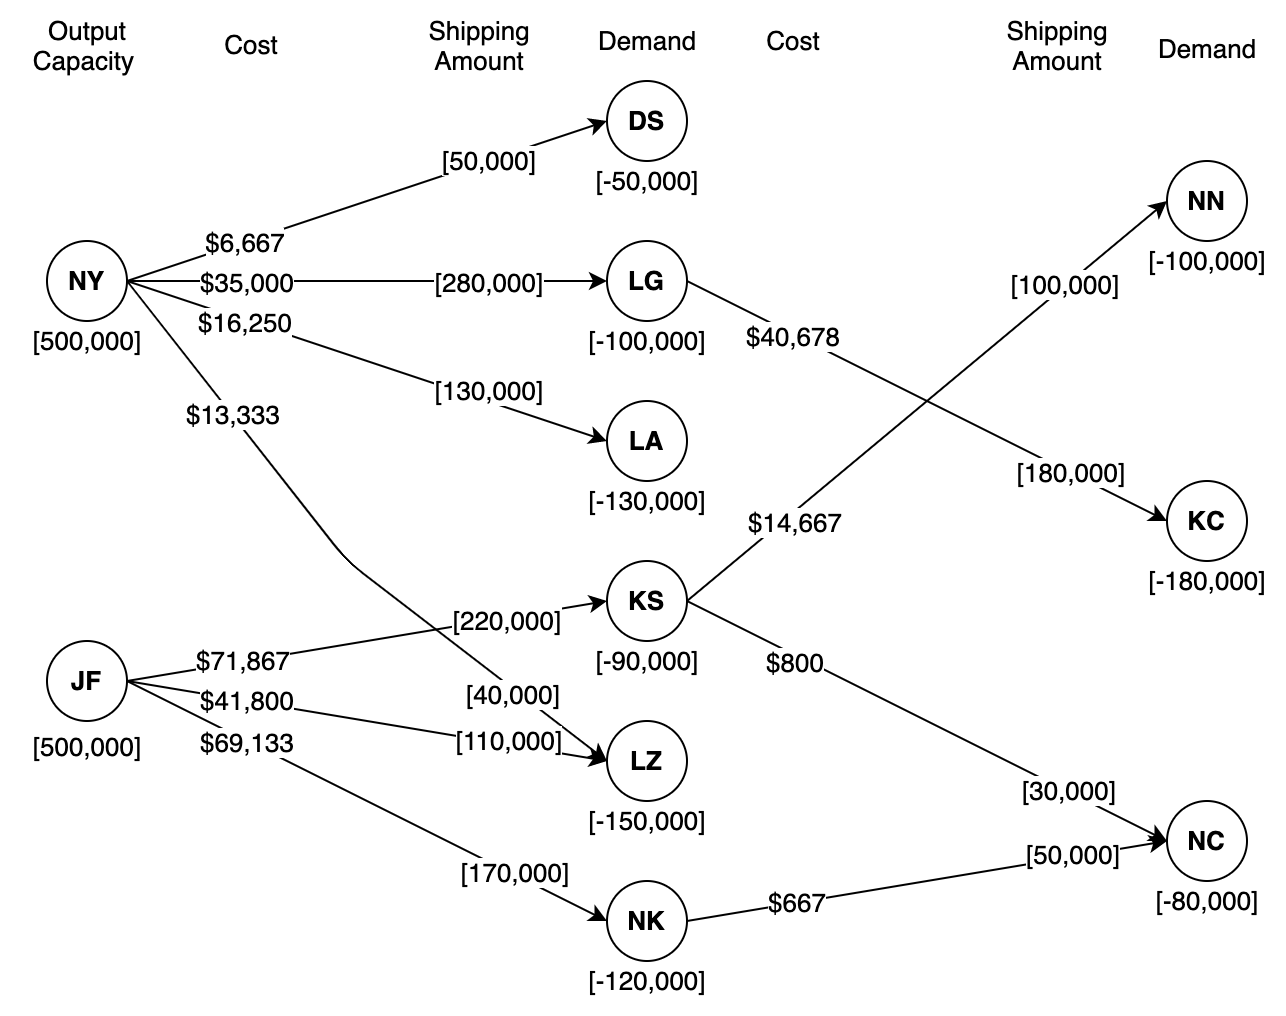 Output
Capacity
Cost
Shipping
Amount
Demand
Cost
Shipping
Amount
Demand
DS
[50,000]
[-50,000]
NN
$6,667
[-100,000]
NY
$35,000
[280,000]
LG
[100,000]
[500,000]
$16,250
[-100,000]
$40,678
[130,000]
$13,333
LA
[180,000]
[-130,000]
KC
$14,667
[-180,000]
KS
[220,000]
$71,867
[-90,000]
$800
JF
$41,800
[40,000]
[500,000]
$69,133
[110,000]
LZ
[30,000]
[-150,000]
NC
[50,000]
[170,000]
$667
[-80,000]
NK
[-120,000]